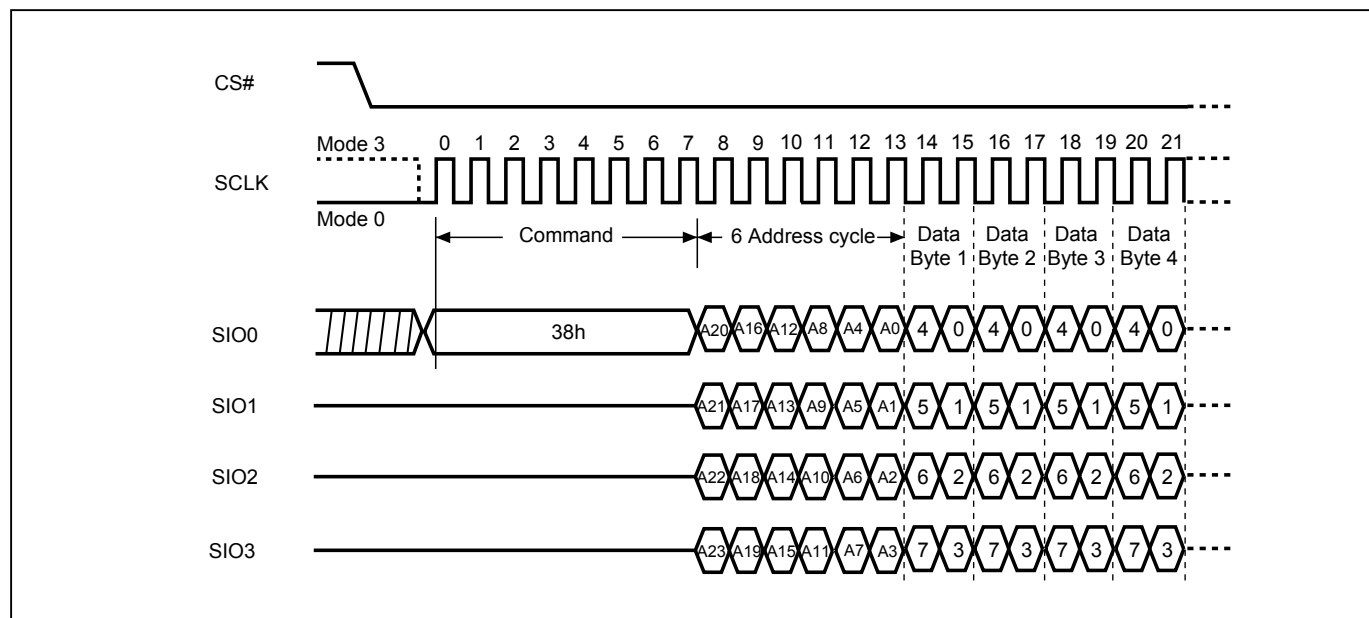 CS#
Mode 3
0 1 2 3 4 5 6 7 8 9 10 11 12 13 14 15 16 17 18 19 20 21
SCLK
Mode 0
Command
6 Address cycle
Data Byte 1
Data Byte 2
Data Byte 3
Data Byte 4
SIO0
38h
A20 A16 A12 A8 A4 A0 4 0 4 0 4 0 4 0
SIO1
A21 A17 A13 A9 A5 A1 5 1 5 1 5 1 5 1
SIO2
A22 A18 A14 A10 A6 A2 6 2 6 2 6 2 6 2
SIO3
A23 A19 A15 A11 A7 A3 7 3 7 3 7 3 7 3